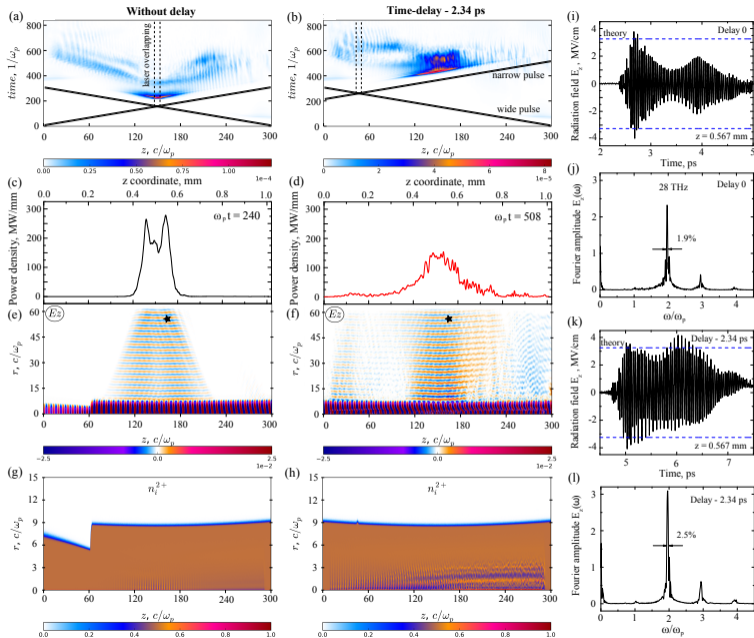 (a)
Without delay
time, 1/ω_p
800
600
400
200
0
laser overlapping
0 60 120 180 240 300
z, c/ω_p
0.00 0.25 0.50 0.75 1.00
1e−4
(b)
Time-delay - 2.34 ps
time, 1/ω_p
800
600
400
200
0
narrow pulse
wide pulse
0 60 120 180 240 300
z, c/ω_p
0 2 4 6 8
1e−5
(c)
z coordinate, mm
0.0 0.5 1.0
Power density, MW/mm
300
200
100
0
ω_p t = 240
(d)
z coordinate, mm
0.0 0.5 1.0
Power density, MW/mm
300
200
100
0
ω_p t = 508
(e)
Ez
r, c/ω_p
60
45
30
15
8
0
0 60 120 180 240 300
z, c/ω_p
−2.5 0.0 2.5
1e−2
(f)
Ez
r, c/ω_p
60
45
30
15
8
0
0 60 120 180 240 300
z, c/ω_p
−2.5 0.0 2.5
1e−2
(g)
n_i^2+
r, c/ω_p
15
12
9
6
3
0
0 60 120 180 240 300
z, c/ω_p
0.0 0.2 0.4 0.6 0.8 1.0
(h)
n_i^2+
r, c/ω_p
15
12
9
6
3
0
0 60 120 180 240 300
z, c/ω_p
0.0 0.2 0.4 0.6 0.8 1.0
(i)
Radiation field E_z, MV/cm
4
2
0
-2
-4
theory
Delay 0
z = 0.567 mm
2 3 4 5
Time, ps
(j)
Fourier amplitude E_z(ω)
3
2
1
0
28 THz
Delay 0
1.9%
0 1 2 3 4
ω/ω_p
(k)
Radiation field E_z, MV/cm
4
2
0
-2
-4
theory
Delay - 2.34 ps
z = 0.567 mm
5 6 7
Time, ps
(l)
Fourier amplitude E_z(ω)
3
2
1
0
Delay - 2.34 ps
2.5%
0 1 2 3 4
ω/ω_p